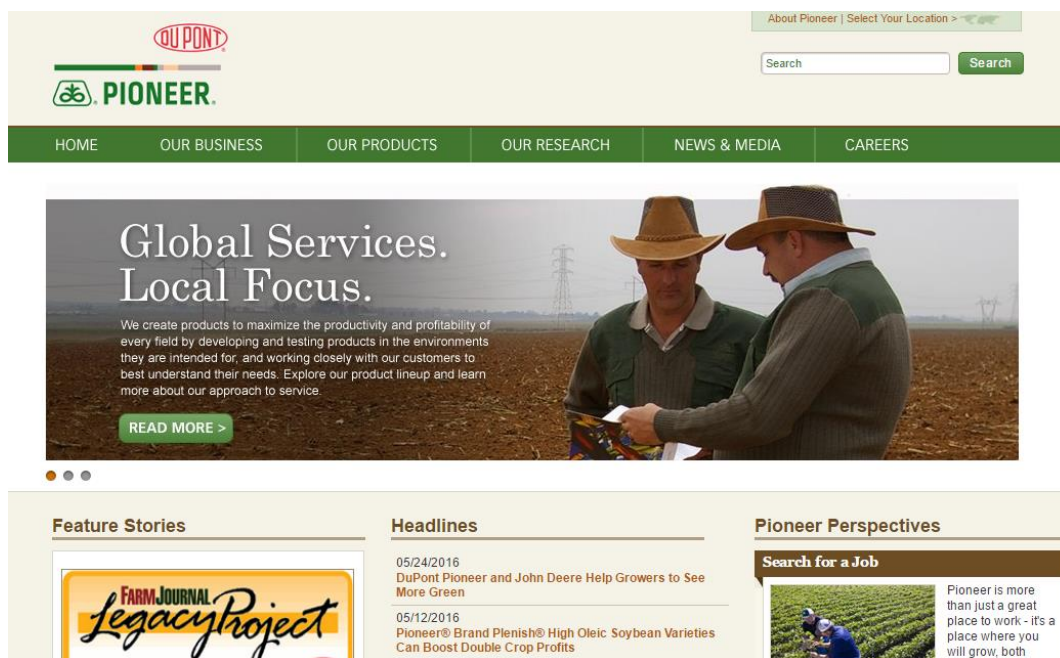 About Pioneer | Select Your Location >
DU PONT
Search
Search
PIONEER.
HOME
OUR BUSINESS
OUR PRODUCTS
OUR RESEARCH
NEWS & MEDIA
CAREERS
Global Services.
Local Focus.
We create products to maximize the productivity and profitability of
every field by developing and testing products in the environments
they are intended for, and working closely with our customers to
best understand their needs. Explore our product lineup and learn
more about our approach to service.
READ MORE >
Feature Stories
FARM JOURNAL
Legacy Project
Headlines
05/24/2016
DuPont Pioneer and John Deere Help Growers to See
More Green
05/12/2016
Pioneer® Brand Plenish® High Oleic Soybean Varieties
Can Boost Double Crop Profits
Pioneer Perspectives
Search for a Job
Pioneer is more
than just a great
place to work - it's a
place where you
will grow, both